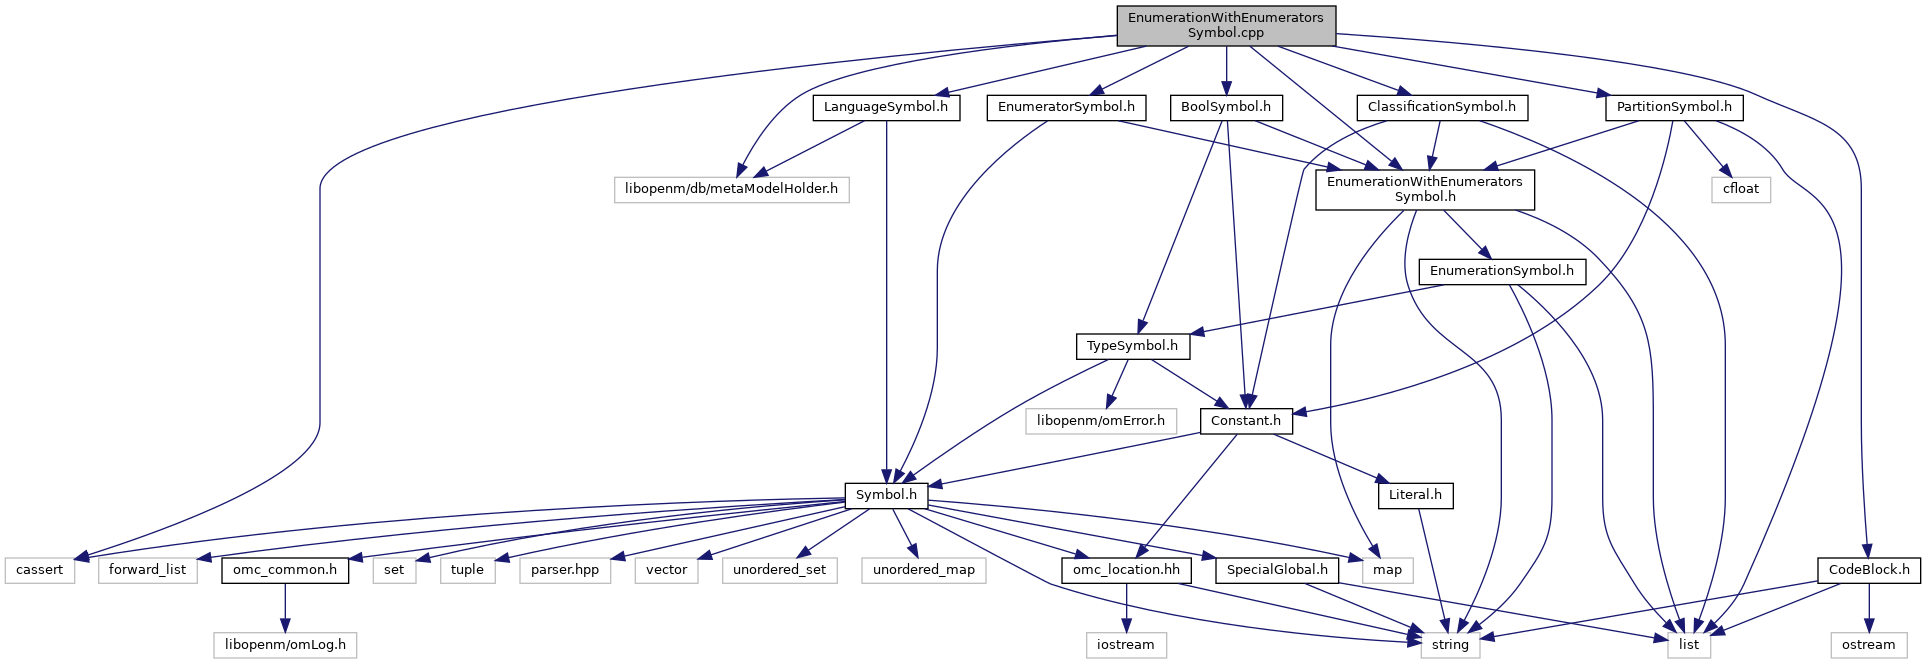 EnumerationWithEnumerators
Symbol.cpp
LanguageSymbol.h
EnumeratorSymbol.h
BoolSymbol.h
ClassificationSymbol.h
PartitionSymbol.h
libopenm/db/metaModelHolder.h
EnumerationWithEnumerators
Symbol.h
cfloat
EnumerationSymbol.h
TypeSymbol.h
libopenm/omError.h
Constant.h
Symbol.h
Literal.h
cassert
forward_list
omc_common.h
set
tuple
parser.hpp
vector
unordered_set
unordered_map
omc_location.hh
SpecialGlobal.h
map
CodeBlock.h
libopenm/omLog.h
iostream
string
list
ostream